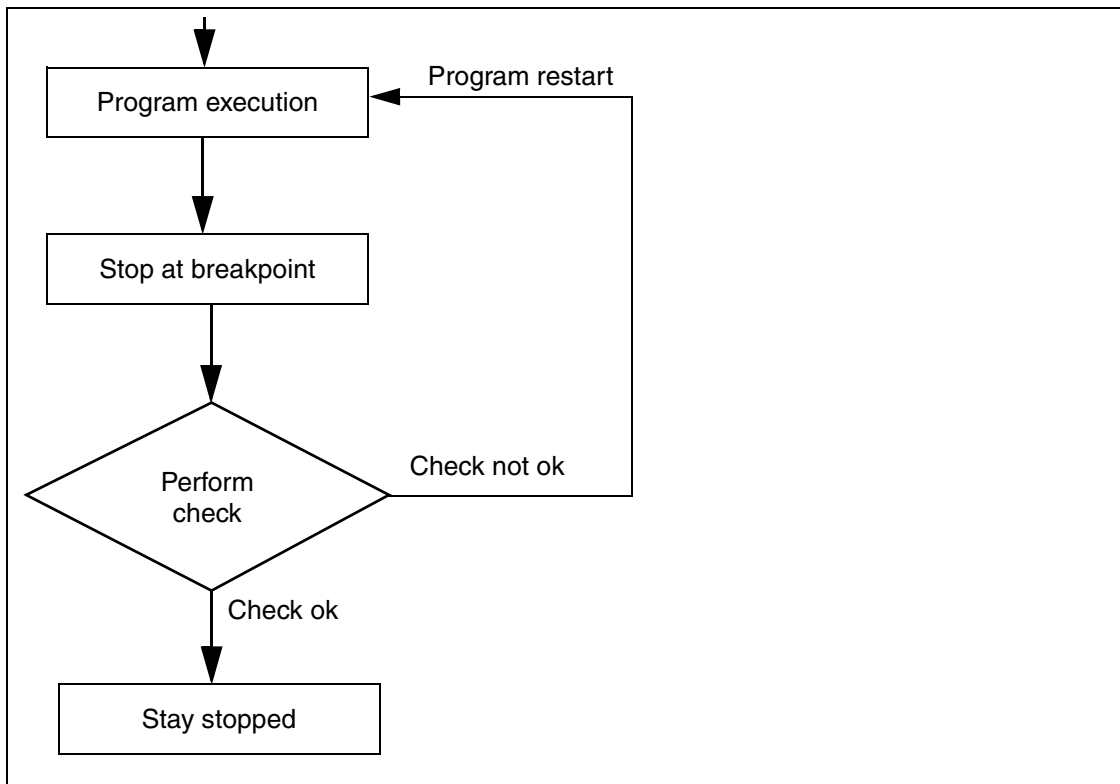 Program restart
Program execution
Stop at breakpoint
Perform
check
Check not ok
Check ok
Stay stopped